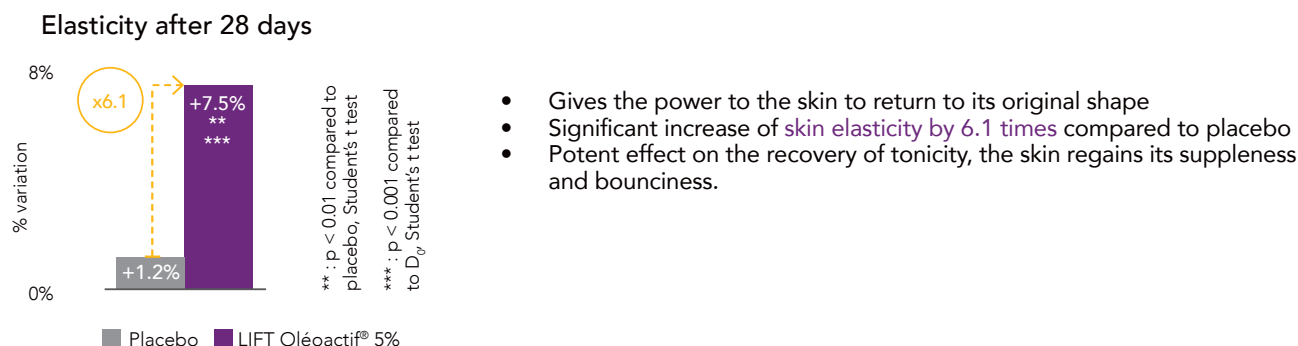 Elasticity after 28 days
8%
x6.1
+7.5%
**
***
% variation
+1.2%
0%
** : p < 0.01 compared to
placebo, Student's t test
*** : p < 0.001 compared
to D0, Student's t test
Placebo
LIFT Oléoactif® 5%
• Gives the power to the skin to return to its original shape
• Significant increase of skin elasticity by 6.1 times compared to placebo
• Potent effect on the recovery of tonicity, the skin regains its suppleness
and bounciness.